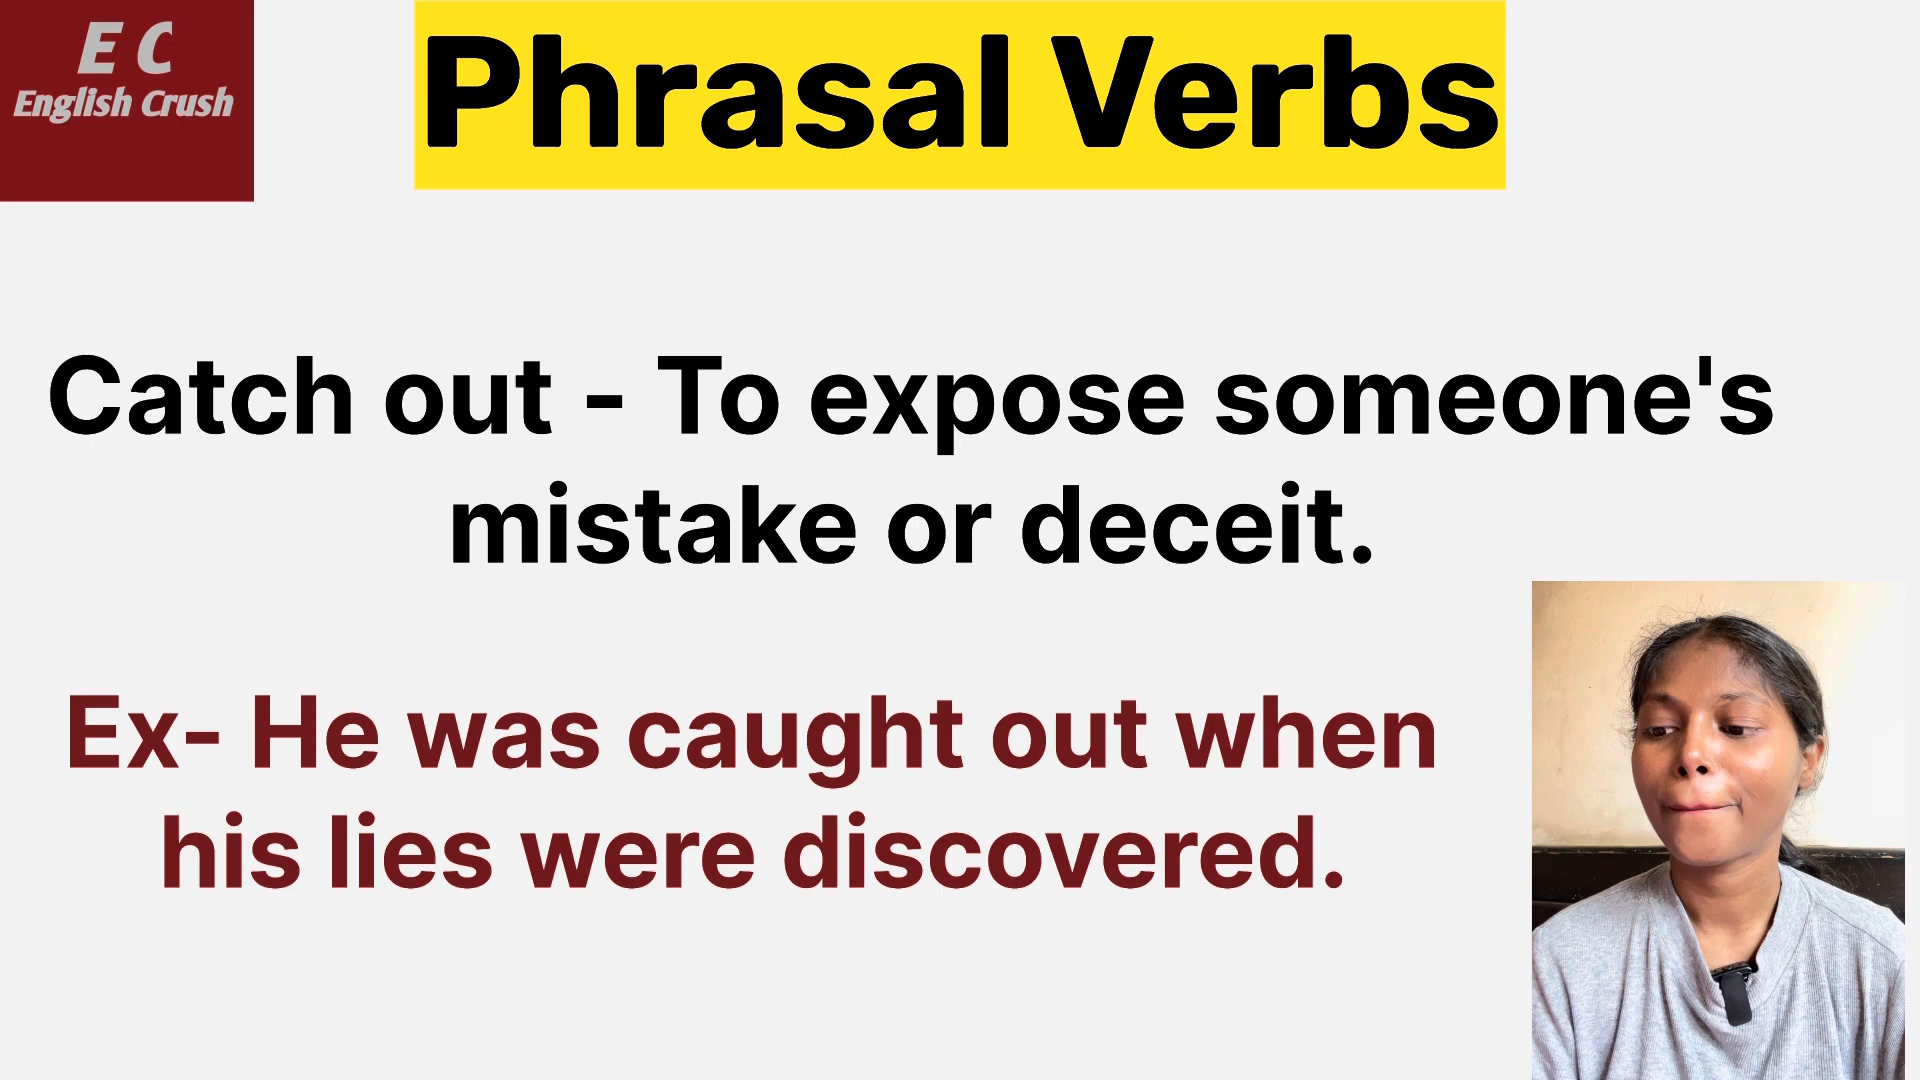 E C
English Crush
Phrasal Verbs
Catch out - To expose someone's
mistake or deceit.
Ex- He was caught out when
his lies were discovered.